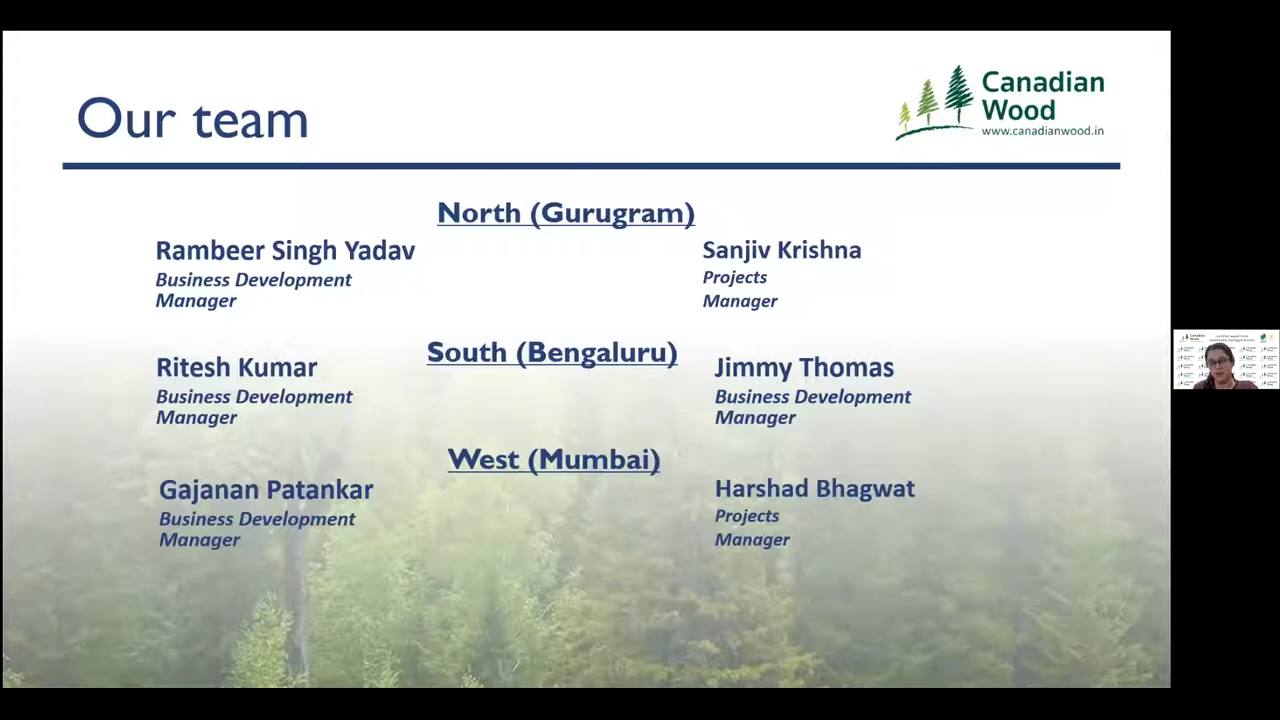 Our team
Canadian
Wood
www.canadianwood.in
North (Gurugram)
Rambeer Singh Yadav
Business Development
Manager
Sanjiv Krishna
Projects
Manager
South (Bengaluru)
Ritesh Kumar
Business Development
Manager
Jimmy Thomas
Business Development
Manager
West (Mumbai)
Gajanan Patankar
Business Development
Manager
Harshad Bhagwat
Projects
Manager